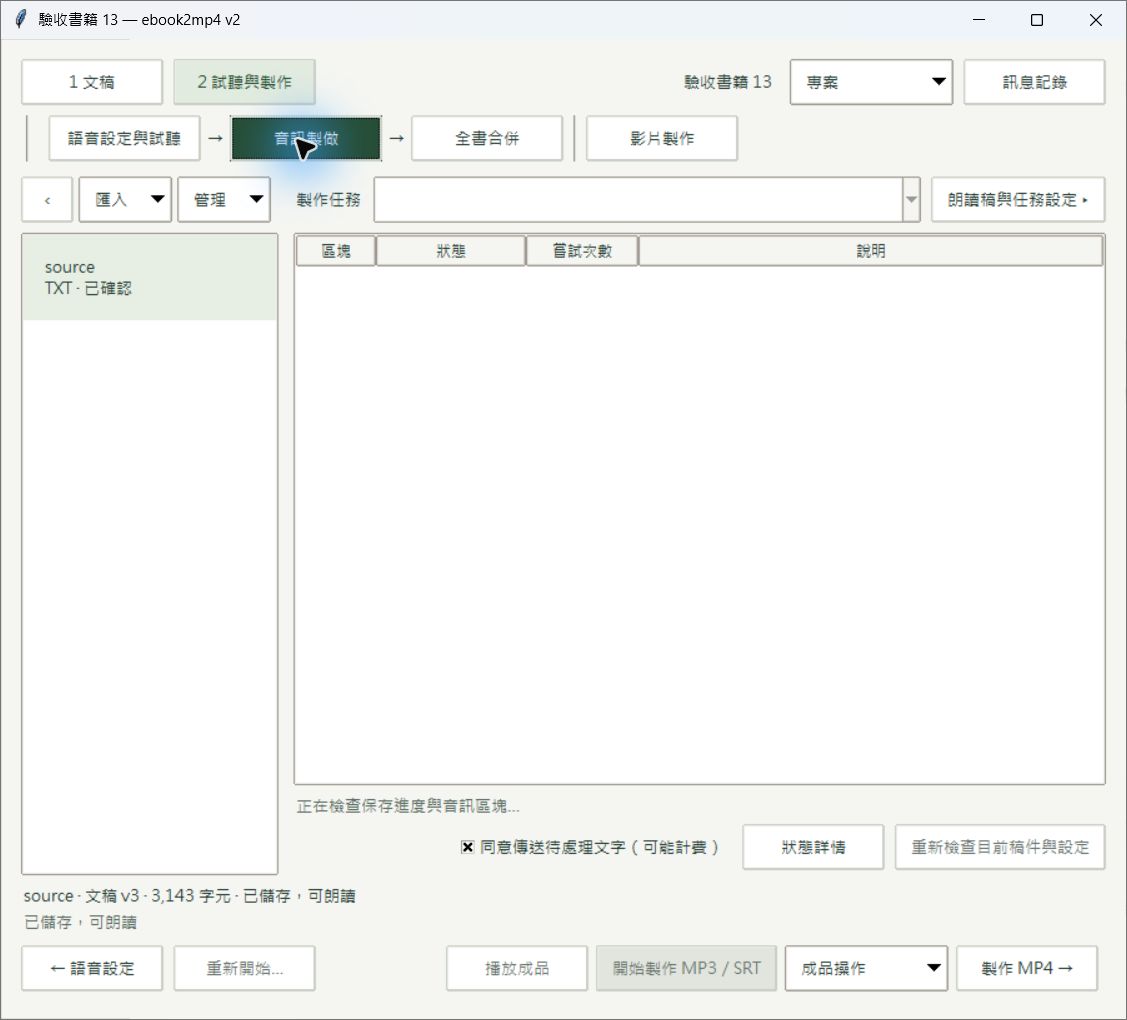 驗收書籍 13 — ebook2mp4 v2
1 文稿
2 試聽與製作
驗收書籍 13
專案
訊息記錄
語音設定與試聽
→
音訊製做
→
全書合併
影片製作
‹
匯入
管理
製作任務
朗讀稿與任務設定 ▸
source
TXT · 已確認
區塊
狀態
嘗試次數
說明
正在檢查保存進度與音訊區塊...
同意傳送待處理文字（可能計費）
狀態詳情
重新檢查目前稿件與設定
source · 文稿 v3 · 3,143 字元 · 已儲存，可朗讀
已儲存，可朗讀
← 語音設定
重新開始...
播放成品
開始製作 MP3 / SRT
成品操作
製作 MP4 →